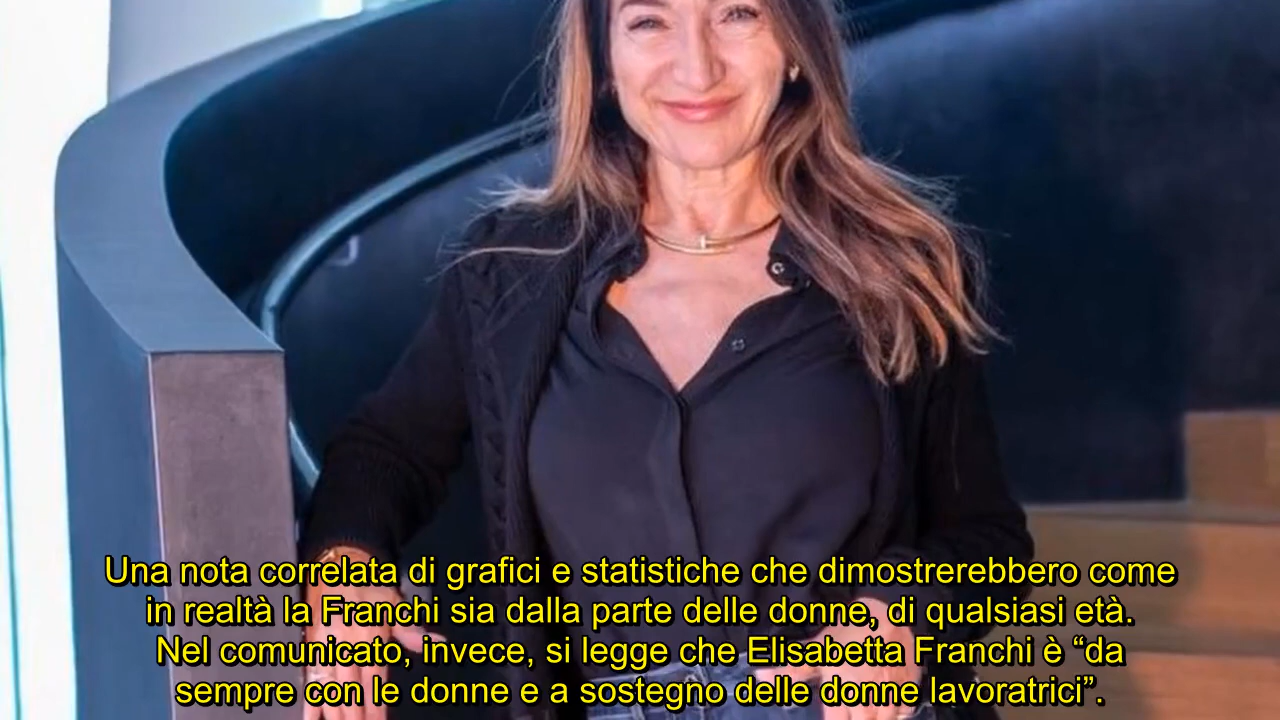 Una nota correlata di grafici e statistiche che dimostrerebbero come
in realtà la Franchi sia dalla parte delle donne, di qualsiasi età.
Nel comunicato, invece, si legge che Elisabetta Franchi è “da
sempre con le donne e a sostegno delle donne lavoratrici”.